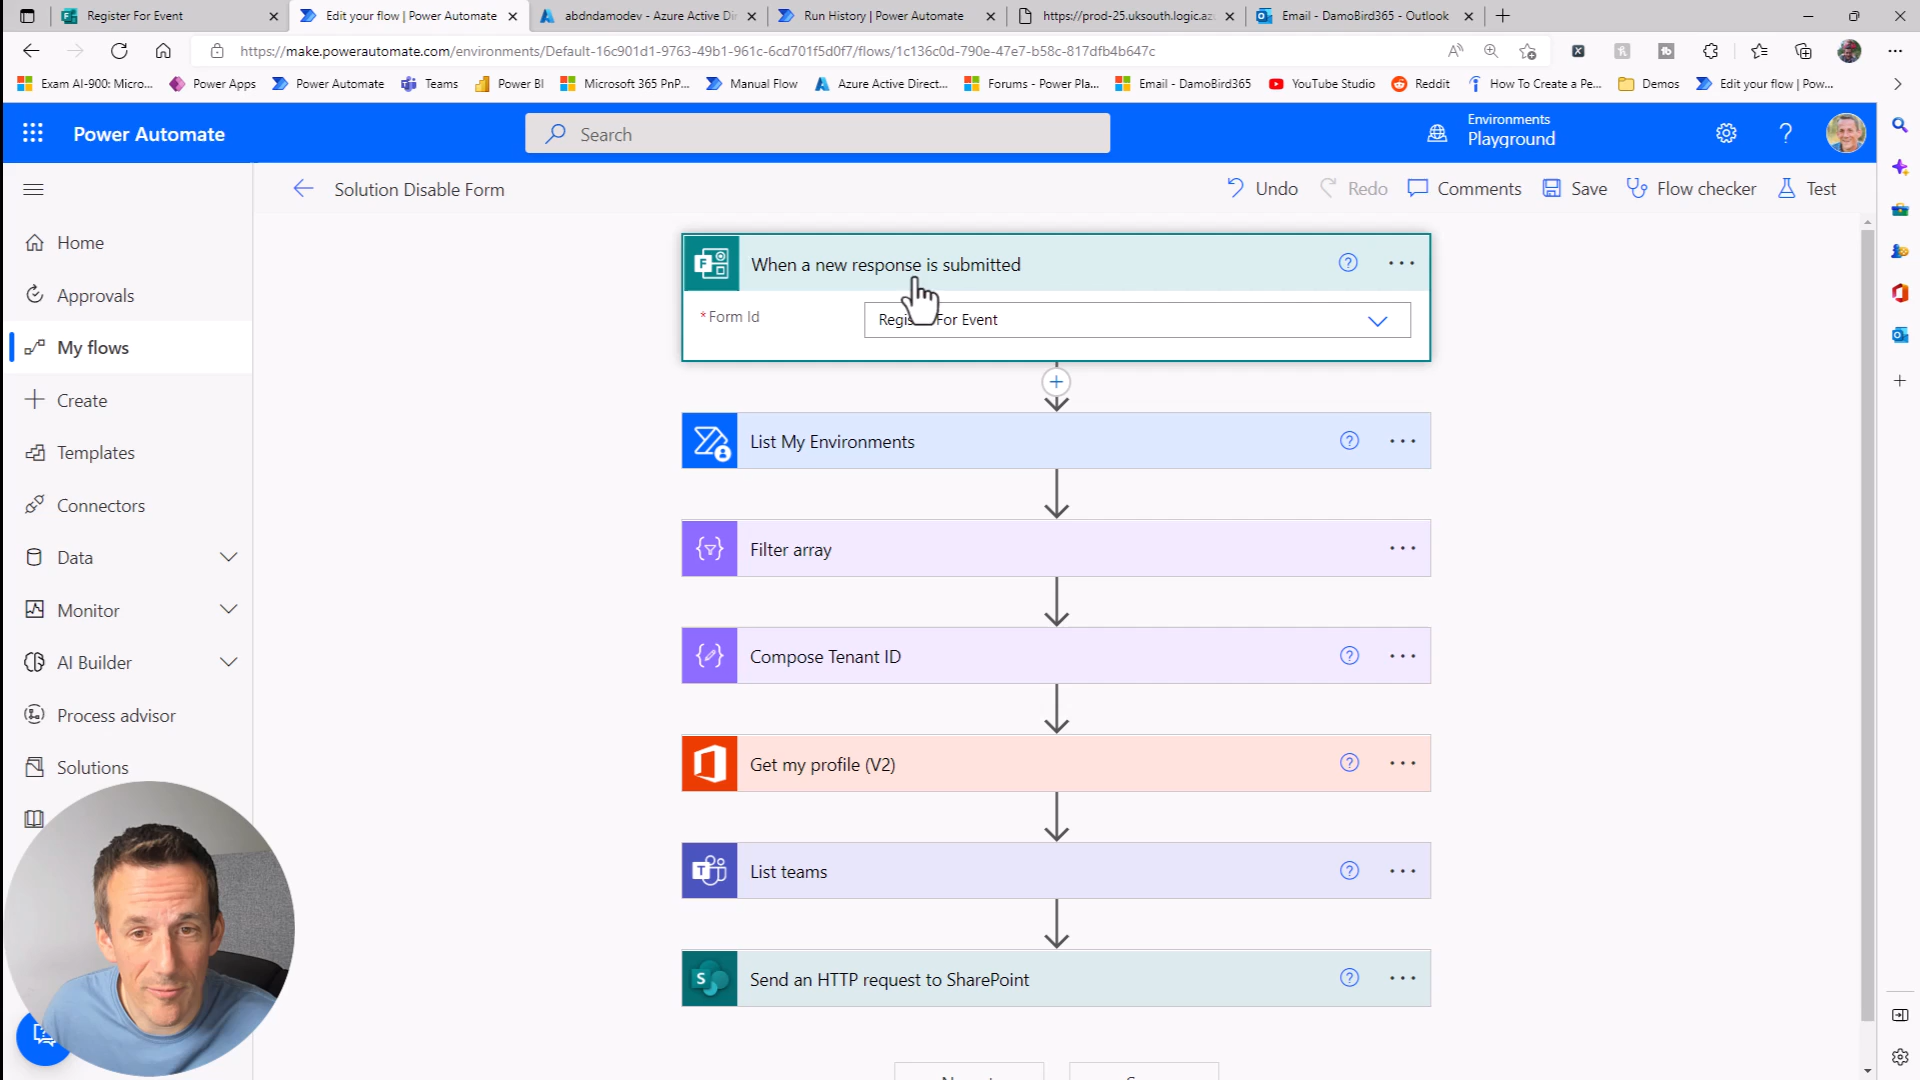 Register For Event
Edit your flow | Power Automate
abdndamodev - Azure Active Di
Run History | Power Automate
https://prod-25.uksouth.logic.az
Email - DamoBird365 - Outlook
https://make.powerautomate.com/environments/Default-16c901d1-9763-49b1-961c-6cd701f5d0f7/flows/1c136c0d-790e-47e7-b58c-817dfb4b647c
Exam AI-900: Micro...
Power Apps
Power Automate
Teams
Power BI
Microsoft 365 PnP...
Manual Flow
Azure Active Direct...
Forums - Power Pla...
Email - DamoBird365
YouTube Studio
Reddit
How To Create a Pe...
Demos
Edit your flow | Pow...
Power Automate
Search
Environments
Playground
Solution Disable Form
Undo
Redo
Comments
Save
Flow checker
Test
Home
Approvals
My flows
Create
Templates
Connectors
Data
Monitor
AI Builder
Process advisor
Solutions
When a new response is submitted
*Form Id
For Event
List My Environments
Filter array
Compose Tenant ID
Get my profile (V2)
List teams
Send an HTTP request to SharePoint